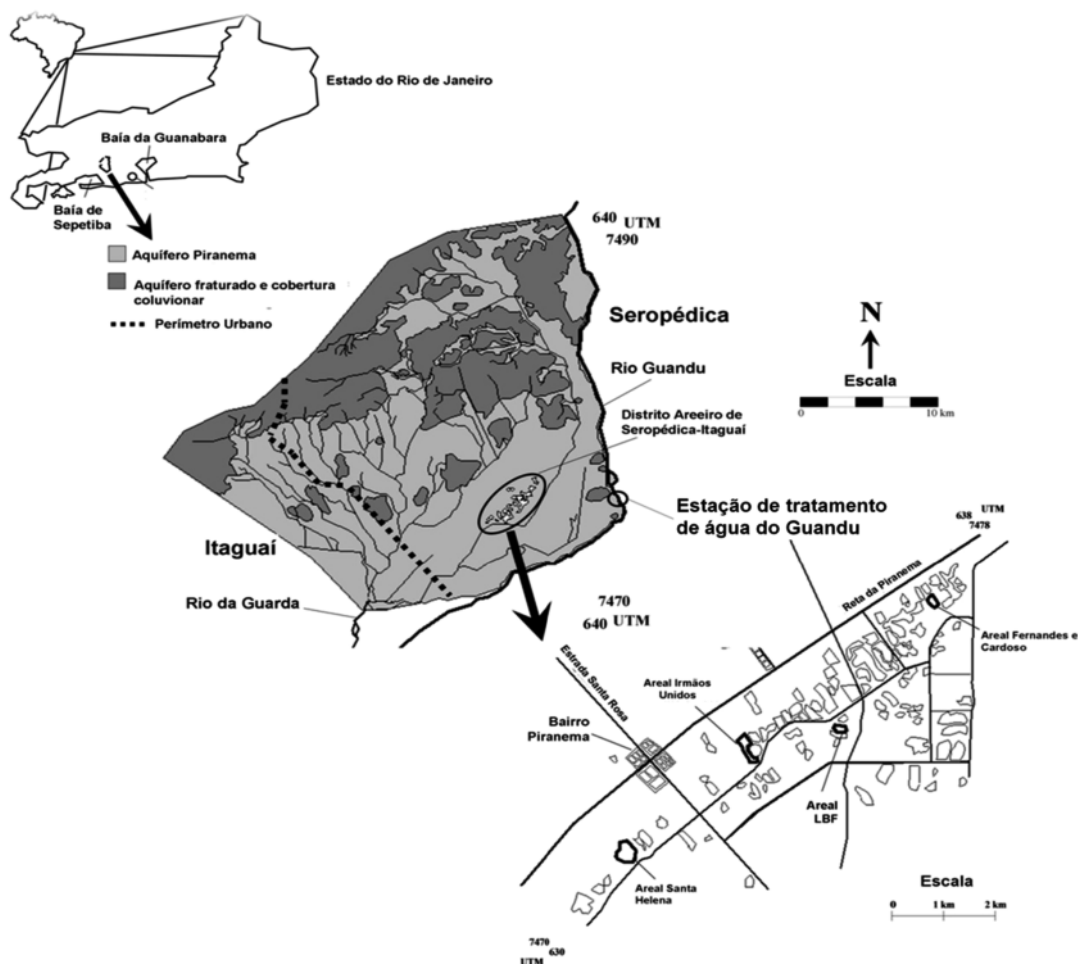 Estado do Rio de Janeiro
Baía da Guanabara
Baía de
Sepetiba
Aquífero Piranema
Aquífero fraturado e cobertura
coluvionar
Perímetro Urbano
640 UTM
7490
Seropédica
N
Rio Guandu
Escala
0 10 km
Distrito Areeiro de
Seropédica-Itaguaí
Estação de tratamento
de água do Guandu
Itaguaí
Rio da Guarda
7470
640 UTM
638 UTM
7478
Reta da Piranema
Areal Fernandes e
Cardoso
Estrada Santa Rosa
Areal Irmãos
Unidos
Bairro
Piranema
Areal
LBF
Areal Santa
Helena
Escala
0 1 km 2 km
7470
630
UTM